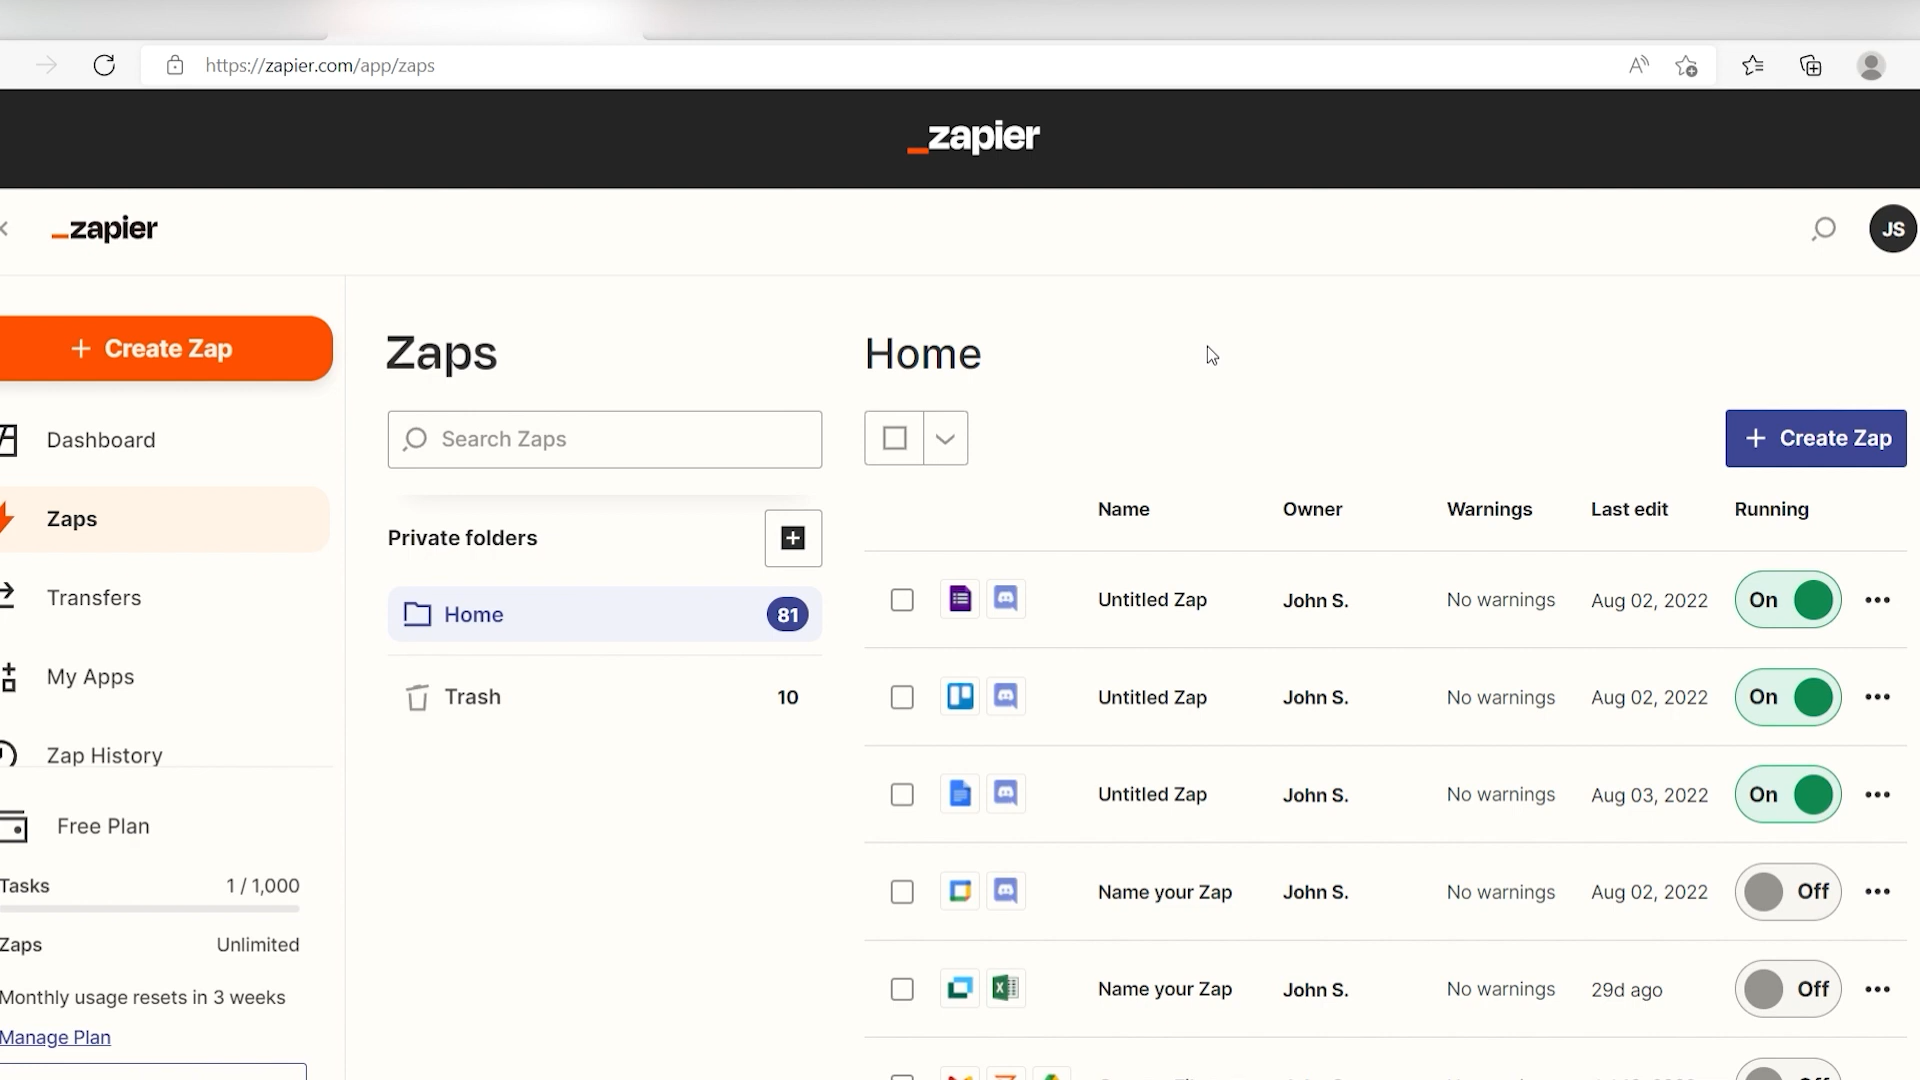 https://zapier.com/app/zaps
zapier
zapier
JS
+ Create Zap
Dashboard
Zaps
Transfers
My Apps
Zap History
Free Plan
Tasks 1 / 1,000
Zaps Unlimited
Monthly usage resets in 3 weeks
Manage Plan
Zaps
Search Zaps
Private folders
Home 81
Trash 10
Home
+ Create Zap
Name Owner Warnings Last edit Running
Untitled Zap John S. No warnings Aug 02, 2022 On
Untitled Zap John S. No warnings Aug 02, 2022 On
Untitled Zap John S. No warnings Aug 03, 2022 On
Name your Zap John S. No warnings Aug 02, 2022 Off
Name your Zap John S. No warnings 29d ago Off